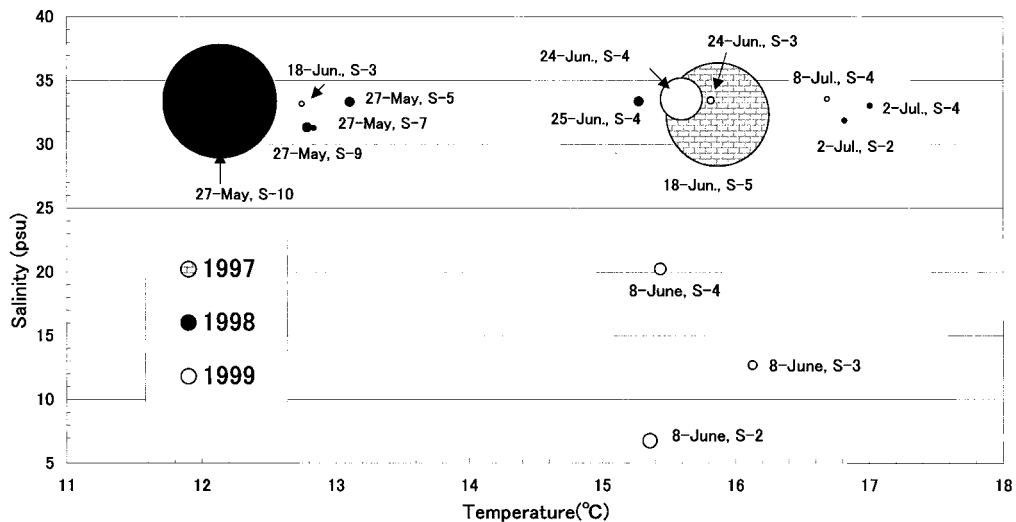 40
35
30
25
20
15
10
5
Salinity (psu)
24-Jun., S-3
24-Jun., S-4
18-Jun., S-3
8-Jul., S-4
27-May, S-5
2-Jul., S-4
25-Jun., S-4
27-May, S-7
2-Jul., S-2
27-May, S-9
18-Jun., S-5
27-May, S-10
1997
8-June, S-4
1998
8-June, S-3
1999
8-June, S-2
11 12 13 14 15 16 17 18
Temperature(℃)